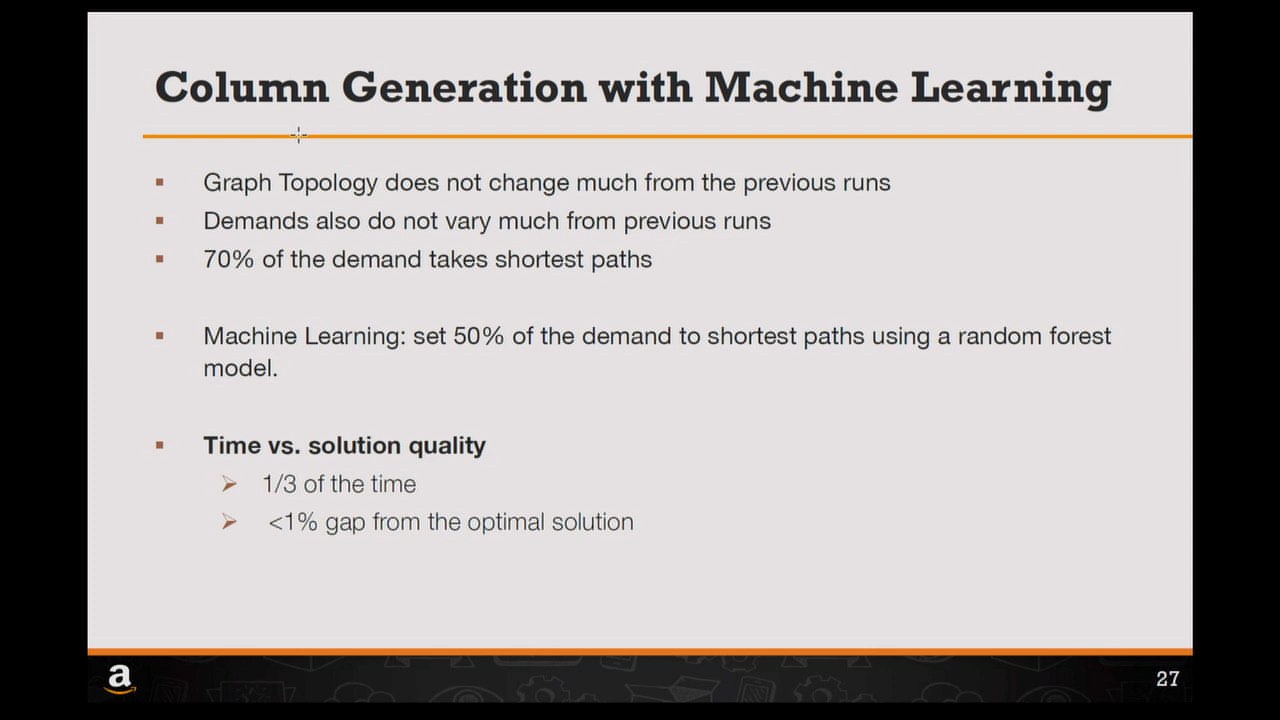 Column Generation with Machine Learning
Graph Topology does not change much from the previous runs
Demands also do not vary much from previous runs
70% of the demand takes shortest paths
Machine Learning: set 50% of the demand to shortest paths using a random forest
model.
Time vs. solution quality
1/3 of the time
<1% gap from the optimal solution
a
27